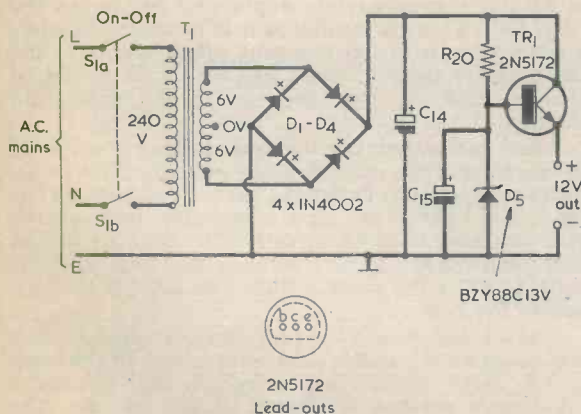 On-Off
L
S1a
T1
A.C.
mains
240
V
6V
0V
6V
D1-D4
4 x 1N4002
N
S1b
E
+
C14
R20
TR1
2N5172
+
C15
D5
+
12V
out
-
BZY88C13V
b c e
2N5172
Lead-outs